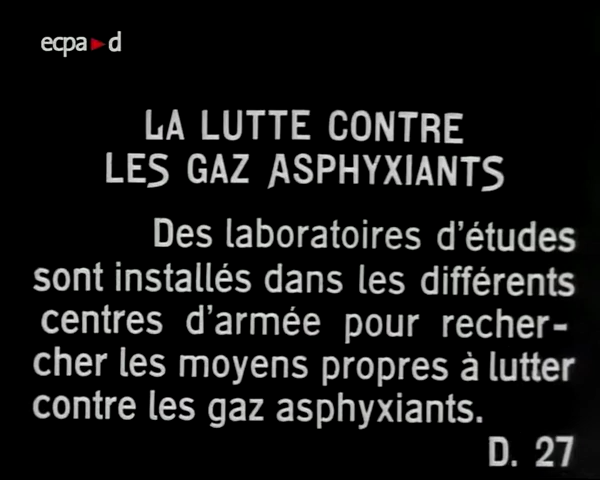 ecpa d
LA LUTTE CONTRE
LES GAZ ASPHYXIANTS
Des laboratoires d'études
sont installés dans les différents
centres d'armée pour recher-
cher les moyens propres à lutter
contre les gaz asphyxiants.
D. 27